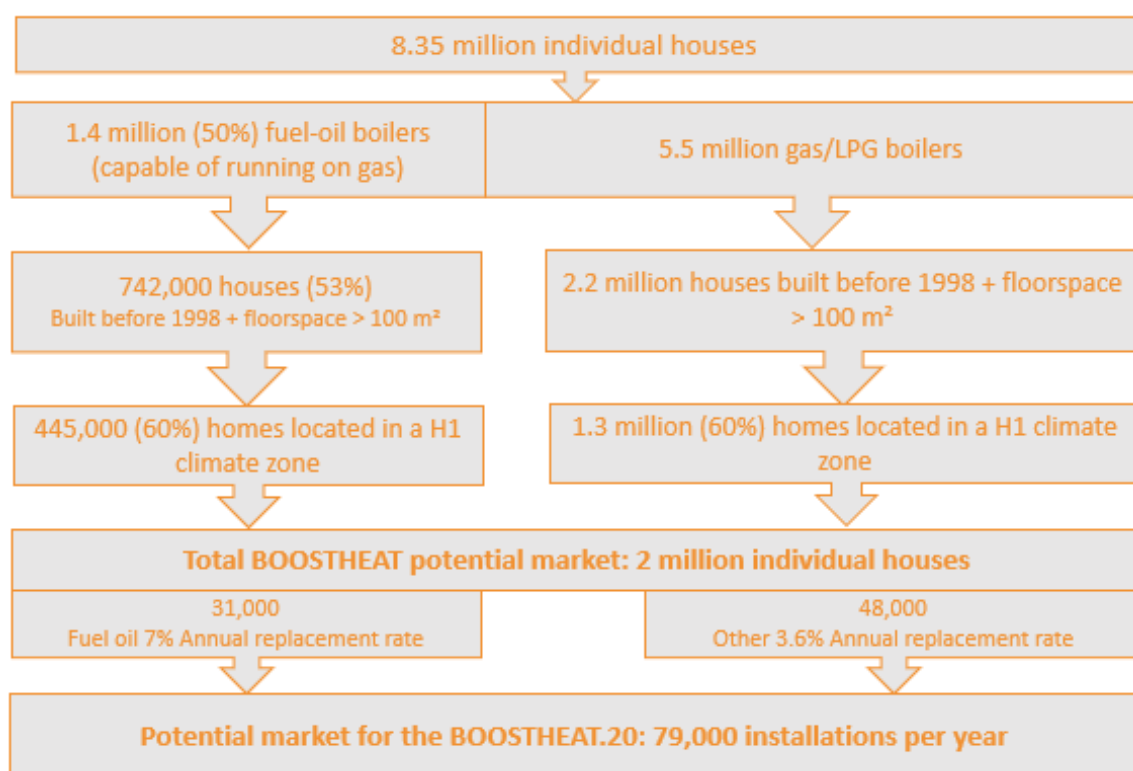 8.35 million individual houses
1.4 million (50%) fuel-oil boilers
(capable of running on gas)
5.5 million gas/LPG boilers
742,000 houses (53%)
Built before 1998 + floorspace > 100 m²
2.2 million houses built before 1998 + floorspace
> 100 m²
445,000 (60%) homes located in a H1
climate zone
1.3 million (60%) homes located in a H1 climate
zone
Total BOOSTHEAT potential market: 2 million individual houses
31,000
Fuel oil 7% Annual replacement rate
48,000
Other 3.6% Annual replacement rate
Potential market for the BOOSTHEAT.20: 79,000 installations per year